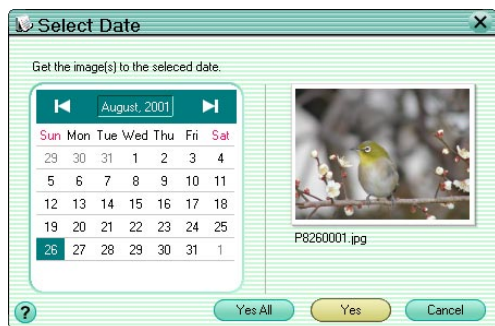 Select Date
Get the image(s) to the seleced date.
August, 2001
Sun Mon Tue Wed Thu Fri Sat
29 30 31 1 2 3 4
5 6 7 8 9 10 11
12 13 14 15 16 17 18
19 20 21 22 23 24 25
26 27 28 29 30 31 1
P8260001.jpg
? Yes All Yes Cancel